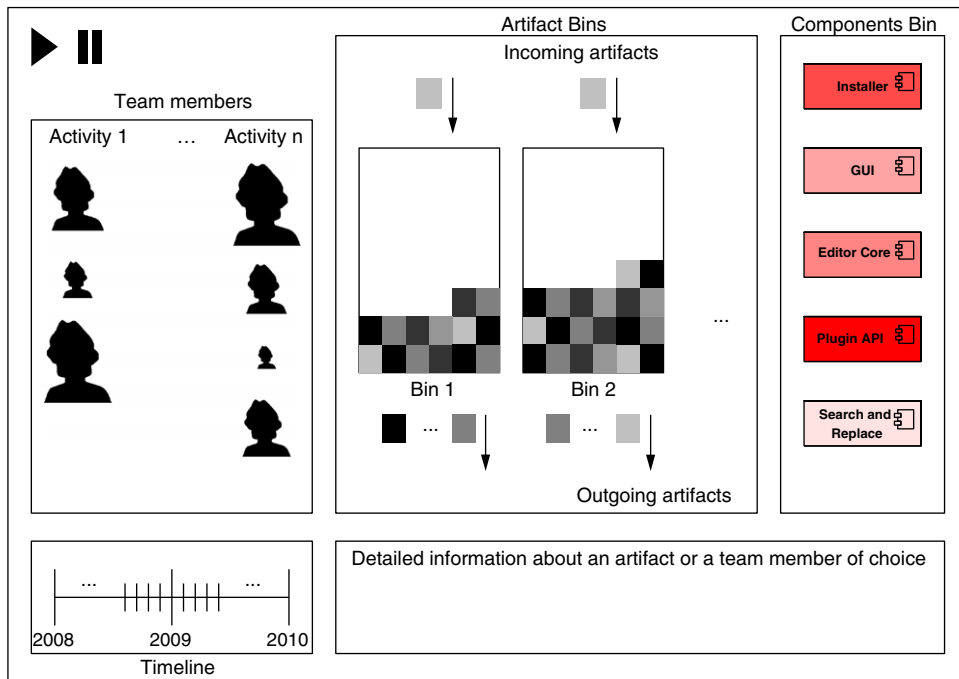 Artifact Bins
Components Bin
Incoming artifacts
Team members
Activity 1 ... Activity n
Installer
GUI
Editor Core
Plugin API
Search and
Replace
...
Bin 1
Bin 2
...
...
Outgoing artifacts
... ...
2008 2009 2010
Timeline
Detailed information about an artifact or a team member of choice